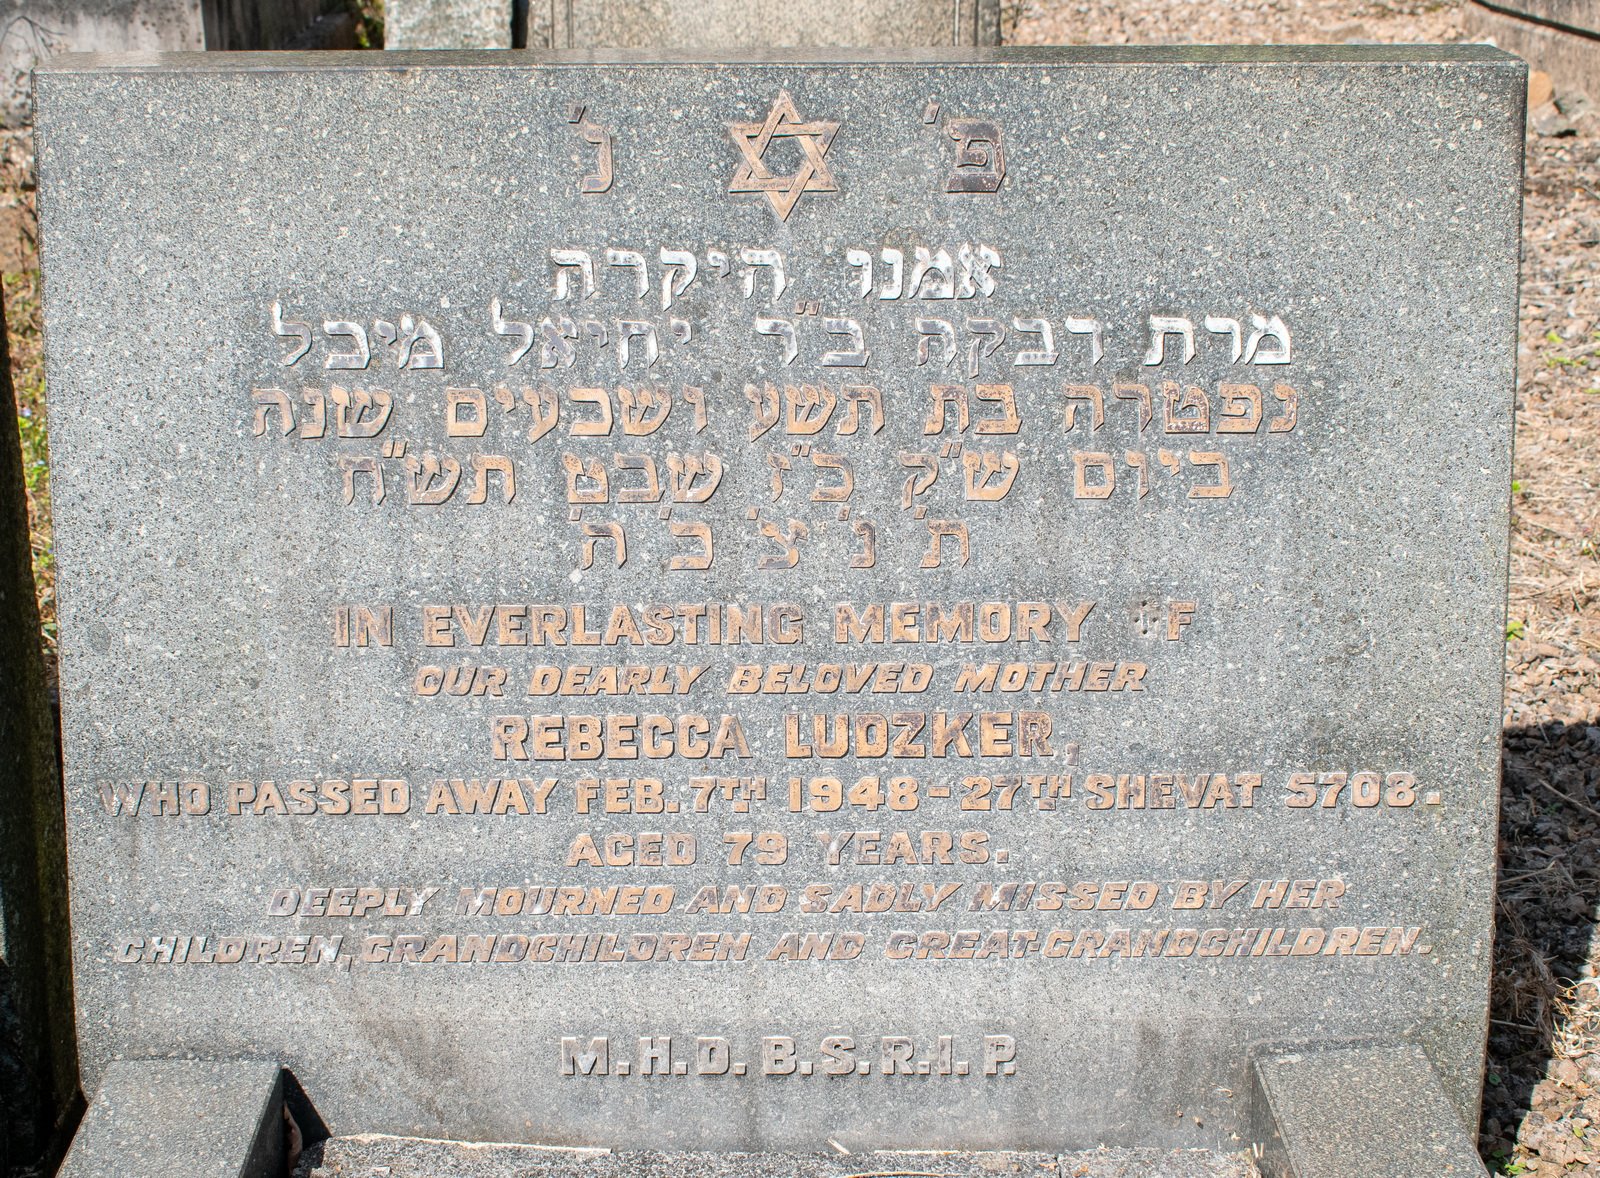 פ' נ'
אמנו היקרה
מרת רבקה ב"ר יחיאל מיכל
נפטרה בת תשע ושבעים שנה
ביום ש"ק כ"ז שבט תש"ח
ת' נ' צ' ב' ה'
IN EVERLASTING MEMORY F
OUR DEARLY BELOVED MOTHER
REBECCA LUDZKER,
WHO PASSED AWAY FEB. 7TH 1948 - 27TH SHEVAT 5708.
AGED 79 YEARS.
DEEPLY MOURNED AND SADLY MISSED BY HER
CHILDREN, GRANDCHILDREN AND GREAT-GRANDCHILDREN.
M.H.D.B.S.R.I.P.